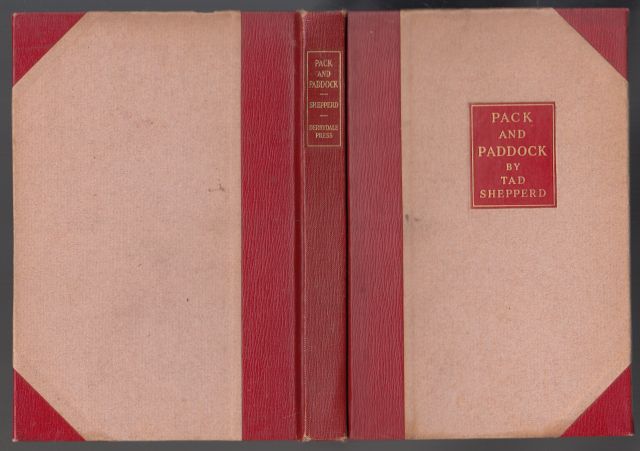 PACK
AND
PADDOCK
SHEPPERD
DERRYDALE
PRESS
PACK
AND
PADDOCK
BY
TAD
SHEPPERD